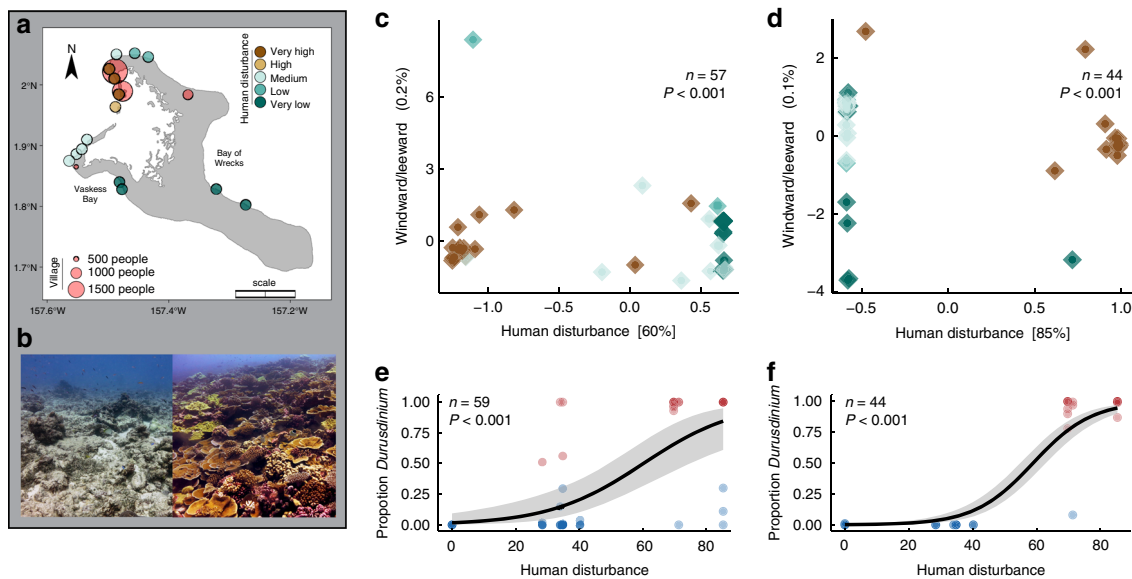 a
N
2°N
1.9°N
1.8°N
1.7°N
157.6°W
157.4°W
157.2°W
Human disturbance
Very high
High
Medium
Low
Very low
Bay of
Wrecks
Vaskess
Bay
Village
500 people
1000 people
1500 people
scale
b
c
Windward/leeward (0.2%)
6
3
0
n = 57
P < 0.001
−1.0
−0.5
0.0
0.5
Human disturbance [60%]
d
Windward/leeward (0.1%)
2
0
−2
−4
n = 44
P < 0.001
−0.5
0.0
0.5
1.0
Human disturbance [85%]
e
Propotion Durusdinium
1.00
0.75
0.50
0.25
0.00
n = 59
P < 0.001
0
20
40
60
80
Human disturbance
f
Propotion Durusdinium
1.00
0.75
0.50
0.25
0.00
n = 44
P < 0.001
0
20
40
60
80
Human disturbance